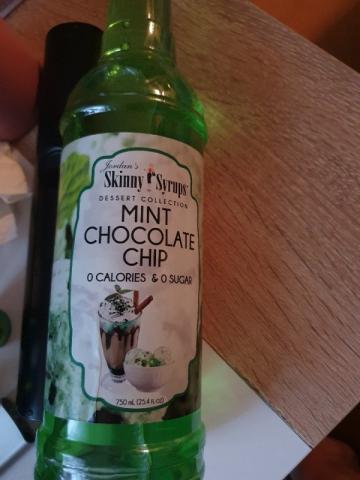 Jordan's
Skinny Syrups
DESSERT COLLECTION
MINT
CHOCOLATE
CHIP
0 CALORIES & 0 SUGAR
750 mL (25.4 fl oz)